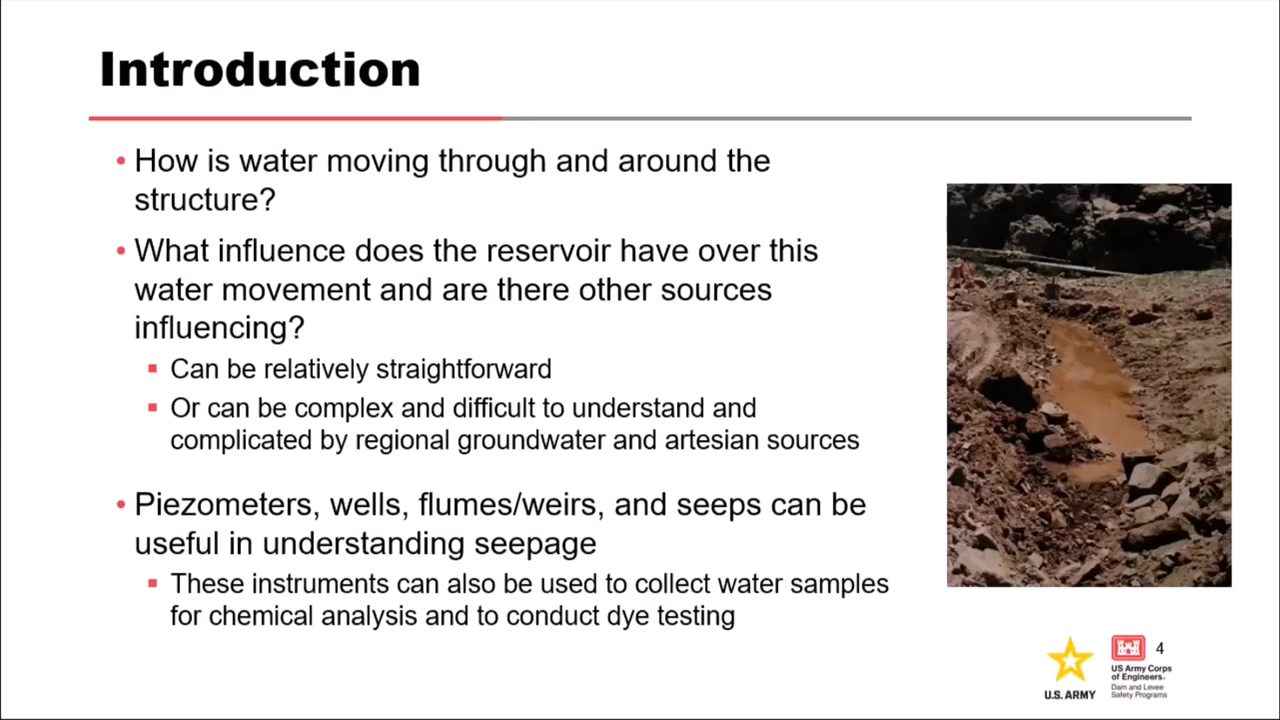 Introduction
• How is water moving through and around the
structure?
• What influence does the reservoir have over this
water movement and are there other sources
influencing?
▪ Can be relatively straightforward
▪ Or can be complex and difficult to understand and
complicated by regional groundwater and artesian sources
• Piezometers, wells, flumes/weirs, and seeps can be
useful in understanding seepage
▪ These instruments can also be used to collect water samples
for chemical analysis and to conduct dye testing
4
U.S. ARMY
US Army Corps
of Engineers®
Dam and Levee
Safety Programs